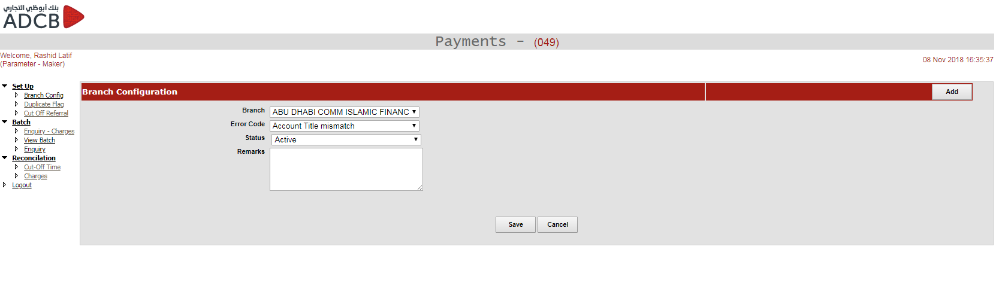 بنك أبوظبي التجاري
ADCB
Payments - (049)
Welcome, Rashid Latif
(Parameter - Maker)
08 Nov 2018 16:35:37
Set Up
Branch Config
Duplicate Flag
Cut Off Referral
Batch
Enquiry - Charges
View Batch
Enquiry
Reconcilation
Cut-Off Time
Charges
Logout
Branch Configuration
Add
Branch ABU DHABI COMM ISLAMIC FINANC
Error Code Account Title mismatch
Status Active
Remarks
Save Cancel